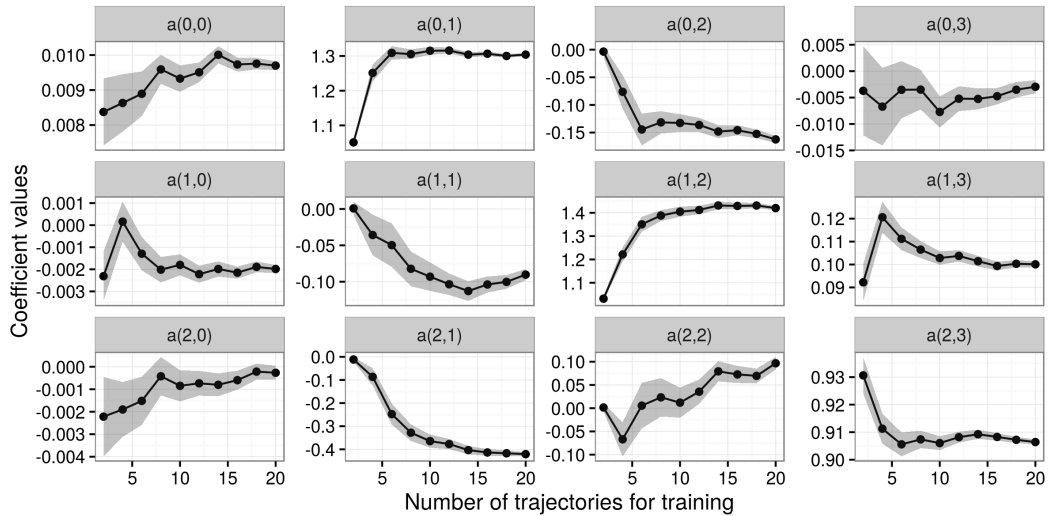 a(0,0) a(0,1) a(0,2) a(0,3)
0.010 0.009 0.008
1.3 1.2 1.1
0.00 -0.05 -0.10 -0.15
0.005 0.000 -0.005 -0.010 -0.015
a(1,0) a(1,1) a(1,2) a(1,3)
0.001 0.000 -0.001 -0.002 -0.003
0.00 -0.05 -0.10
1.4 1.3 1.2 1.1
0.12 0.11 0.10 0.09
a(2,0) a(2,1) a(2,2) a(2,3)
0.000 -0.001 -0.002 -0.003 -0.004
0.0 -0.1 -0.2 -0.3 -0.4
0.10 0.05 0.00 -0.05 -0.10
0.93 0.92 0.91 0.90
5 10 15 20 5 10 15 20 5 10 15 20 5 10 15 20
Coefficient values
Number of trajectories for training